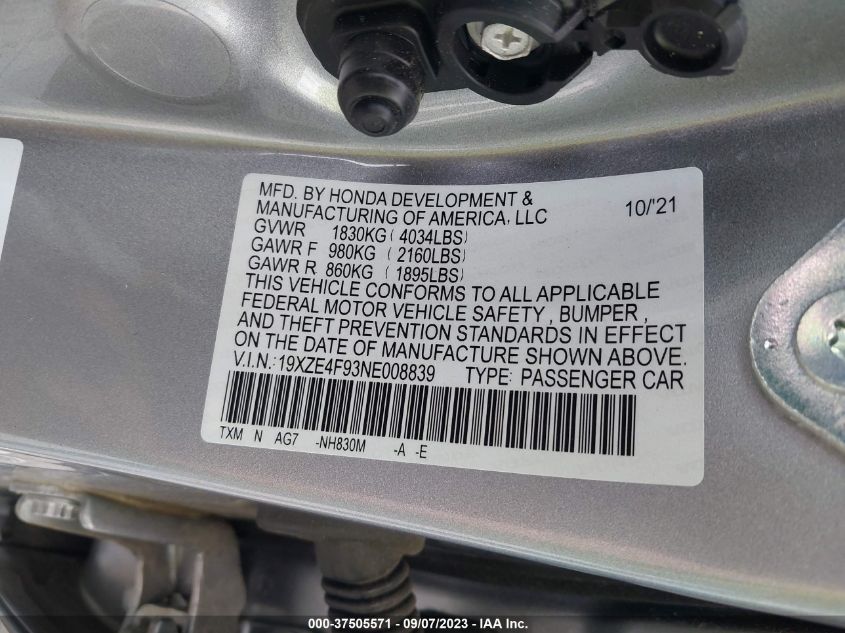 MFD. BY HONDA DEVELOPMENT &
MANUFACTURING OF AMERICA, LLC 10/'21
GVWR 1830KG ( 4034LBS)
GAWR F 980KG ( 2160LBS)
GAWR R 860KG ( 1895LBS)
THIS VEHICLE CONFORMS TO ALL APPLICABLE
FEDERAL MOTOR VEHICLE SAFETY , BUMPER ,
AND THEFT PREVENTION STANDARDS IN EFFECT
ON THE DATE OF MANUFACTURE SHOWN ABOVE.
V.I.N.:19XZE4F93NE008839 TYPE: PASSENGER CAR
TXM N AG7 -NH830M -A -E
000-37505571 - 09/07/2023 - IAAI.COM